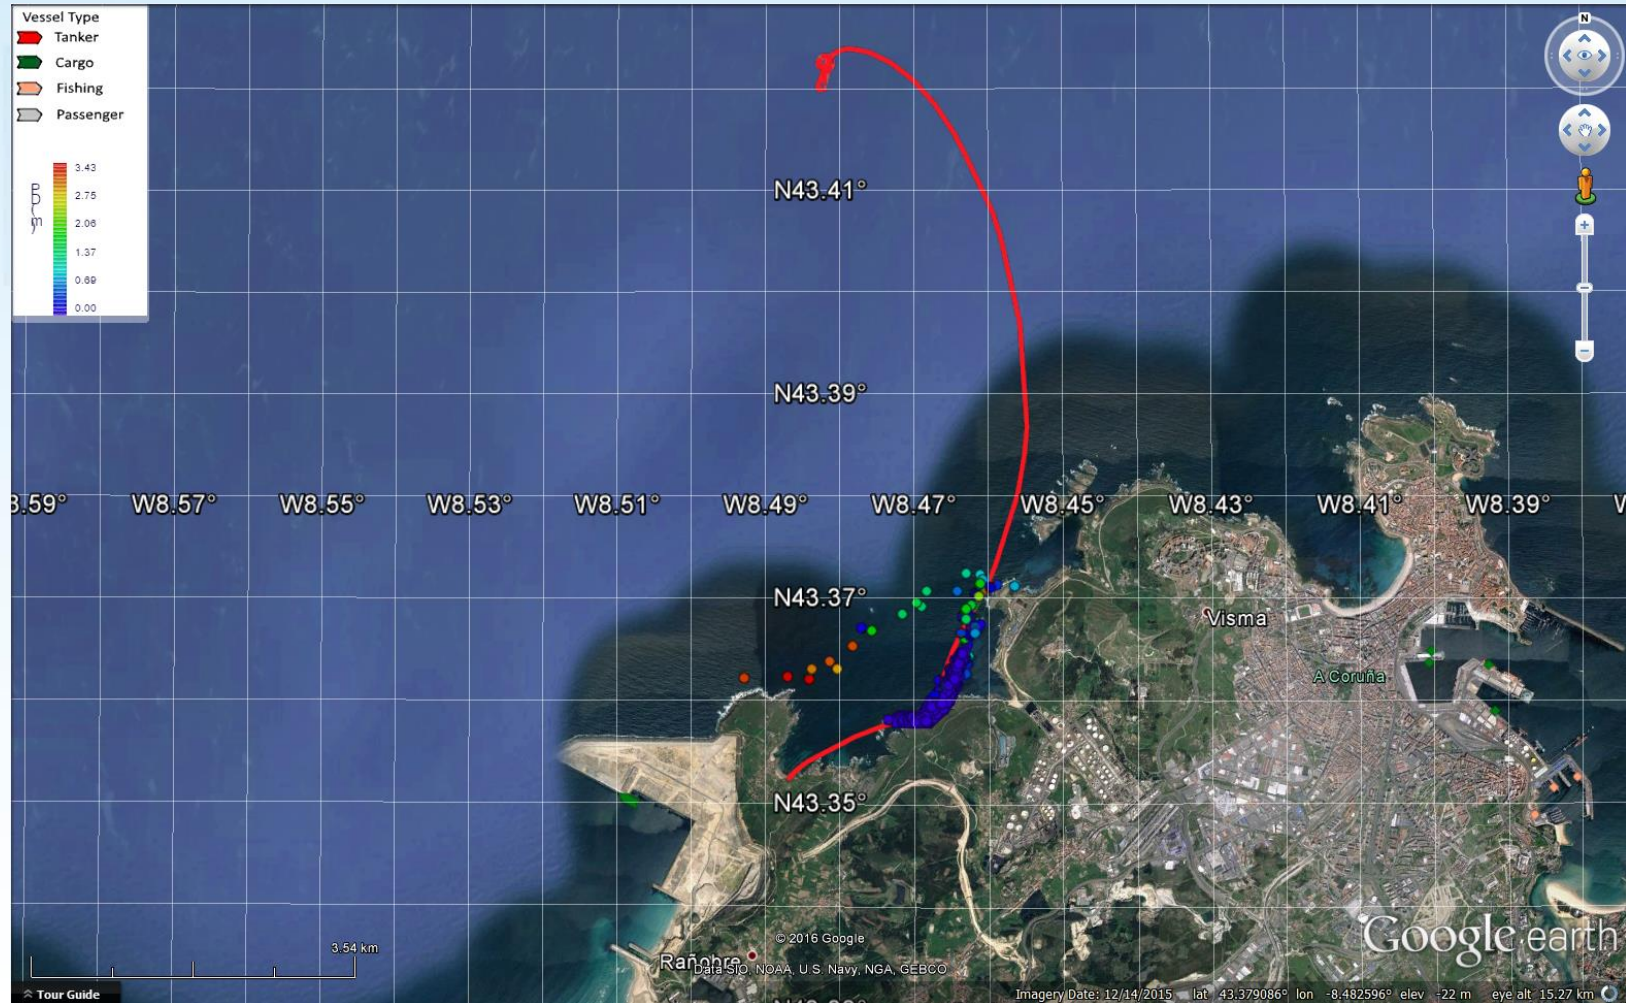 Vessel Type
Tanker
Cargo
Fishing
Passenger
3.43
2.75
2.06
1.37
0.69
0.00
N
N43.41°
N43.39°
8.59° W8.57° W8.55° W8.53° W8.51° W8.49° W8.47° W8.45° W8.43° W8.41° W8.39° W
N43.37°
Visma
A Coruña
N43.35°
3.54 km
© 2016 Google
Google earth
Rañobre
Data SIO, NOAA, U.S. Navy, NGA, GEBCO
Tour Guide
Imagery Date: 12/14/2015 lat 43.379086° lon -8.482596° elev -22 m eye alt 15.27 km